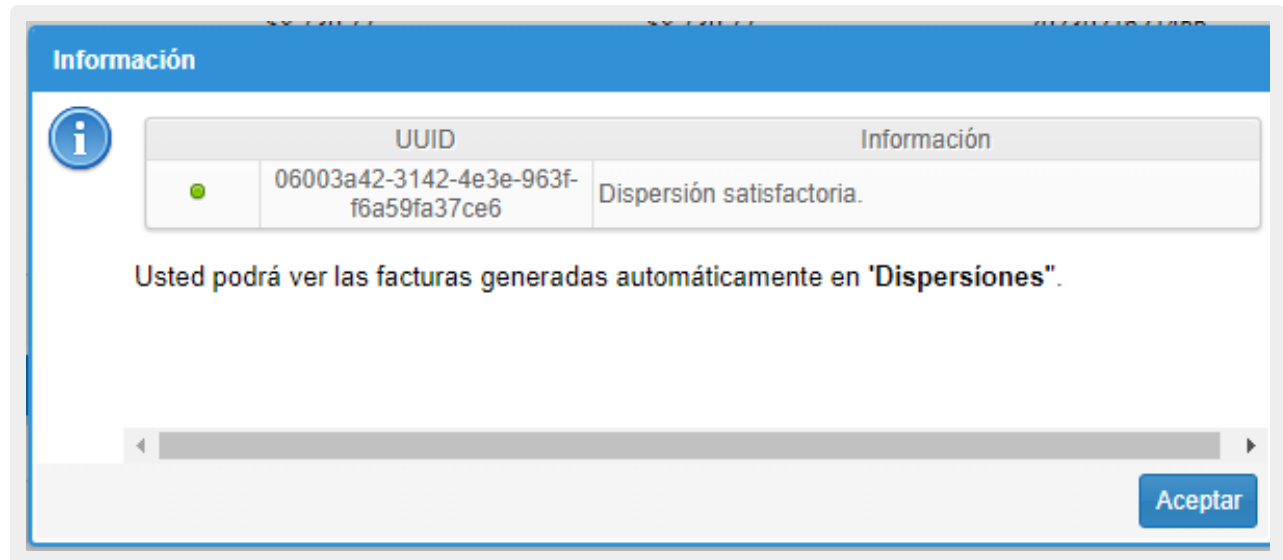 Información
UUID Información
06003a42-3142-4e3e-963f-
f6a59fa37ce6
Dispersión satisfactoria.
Usted podrá ver las facturas generadas automáticamente en 'Dispersiones".
Aceptar